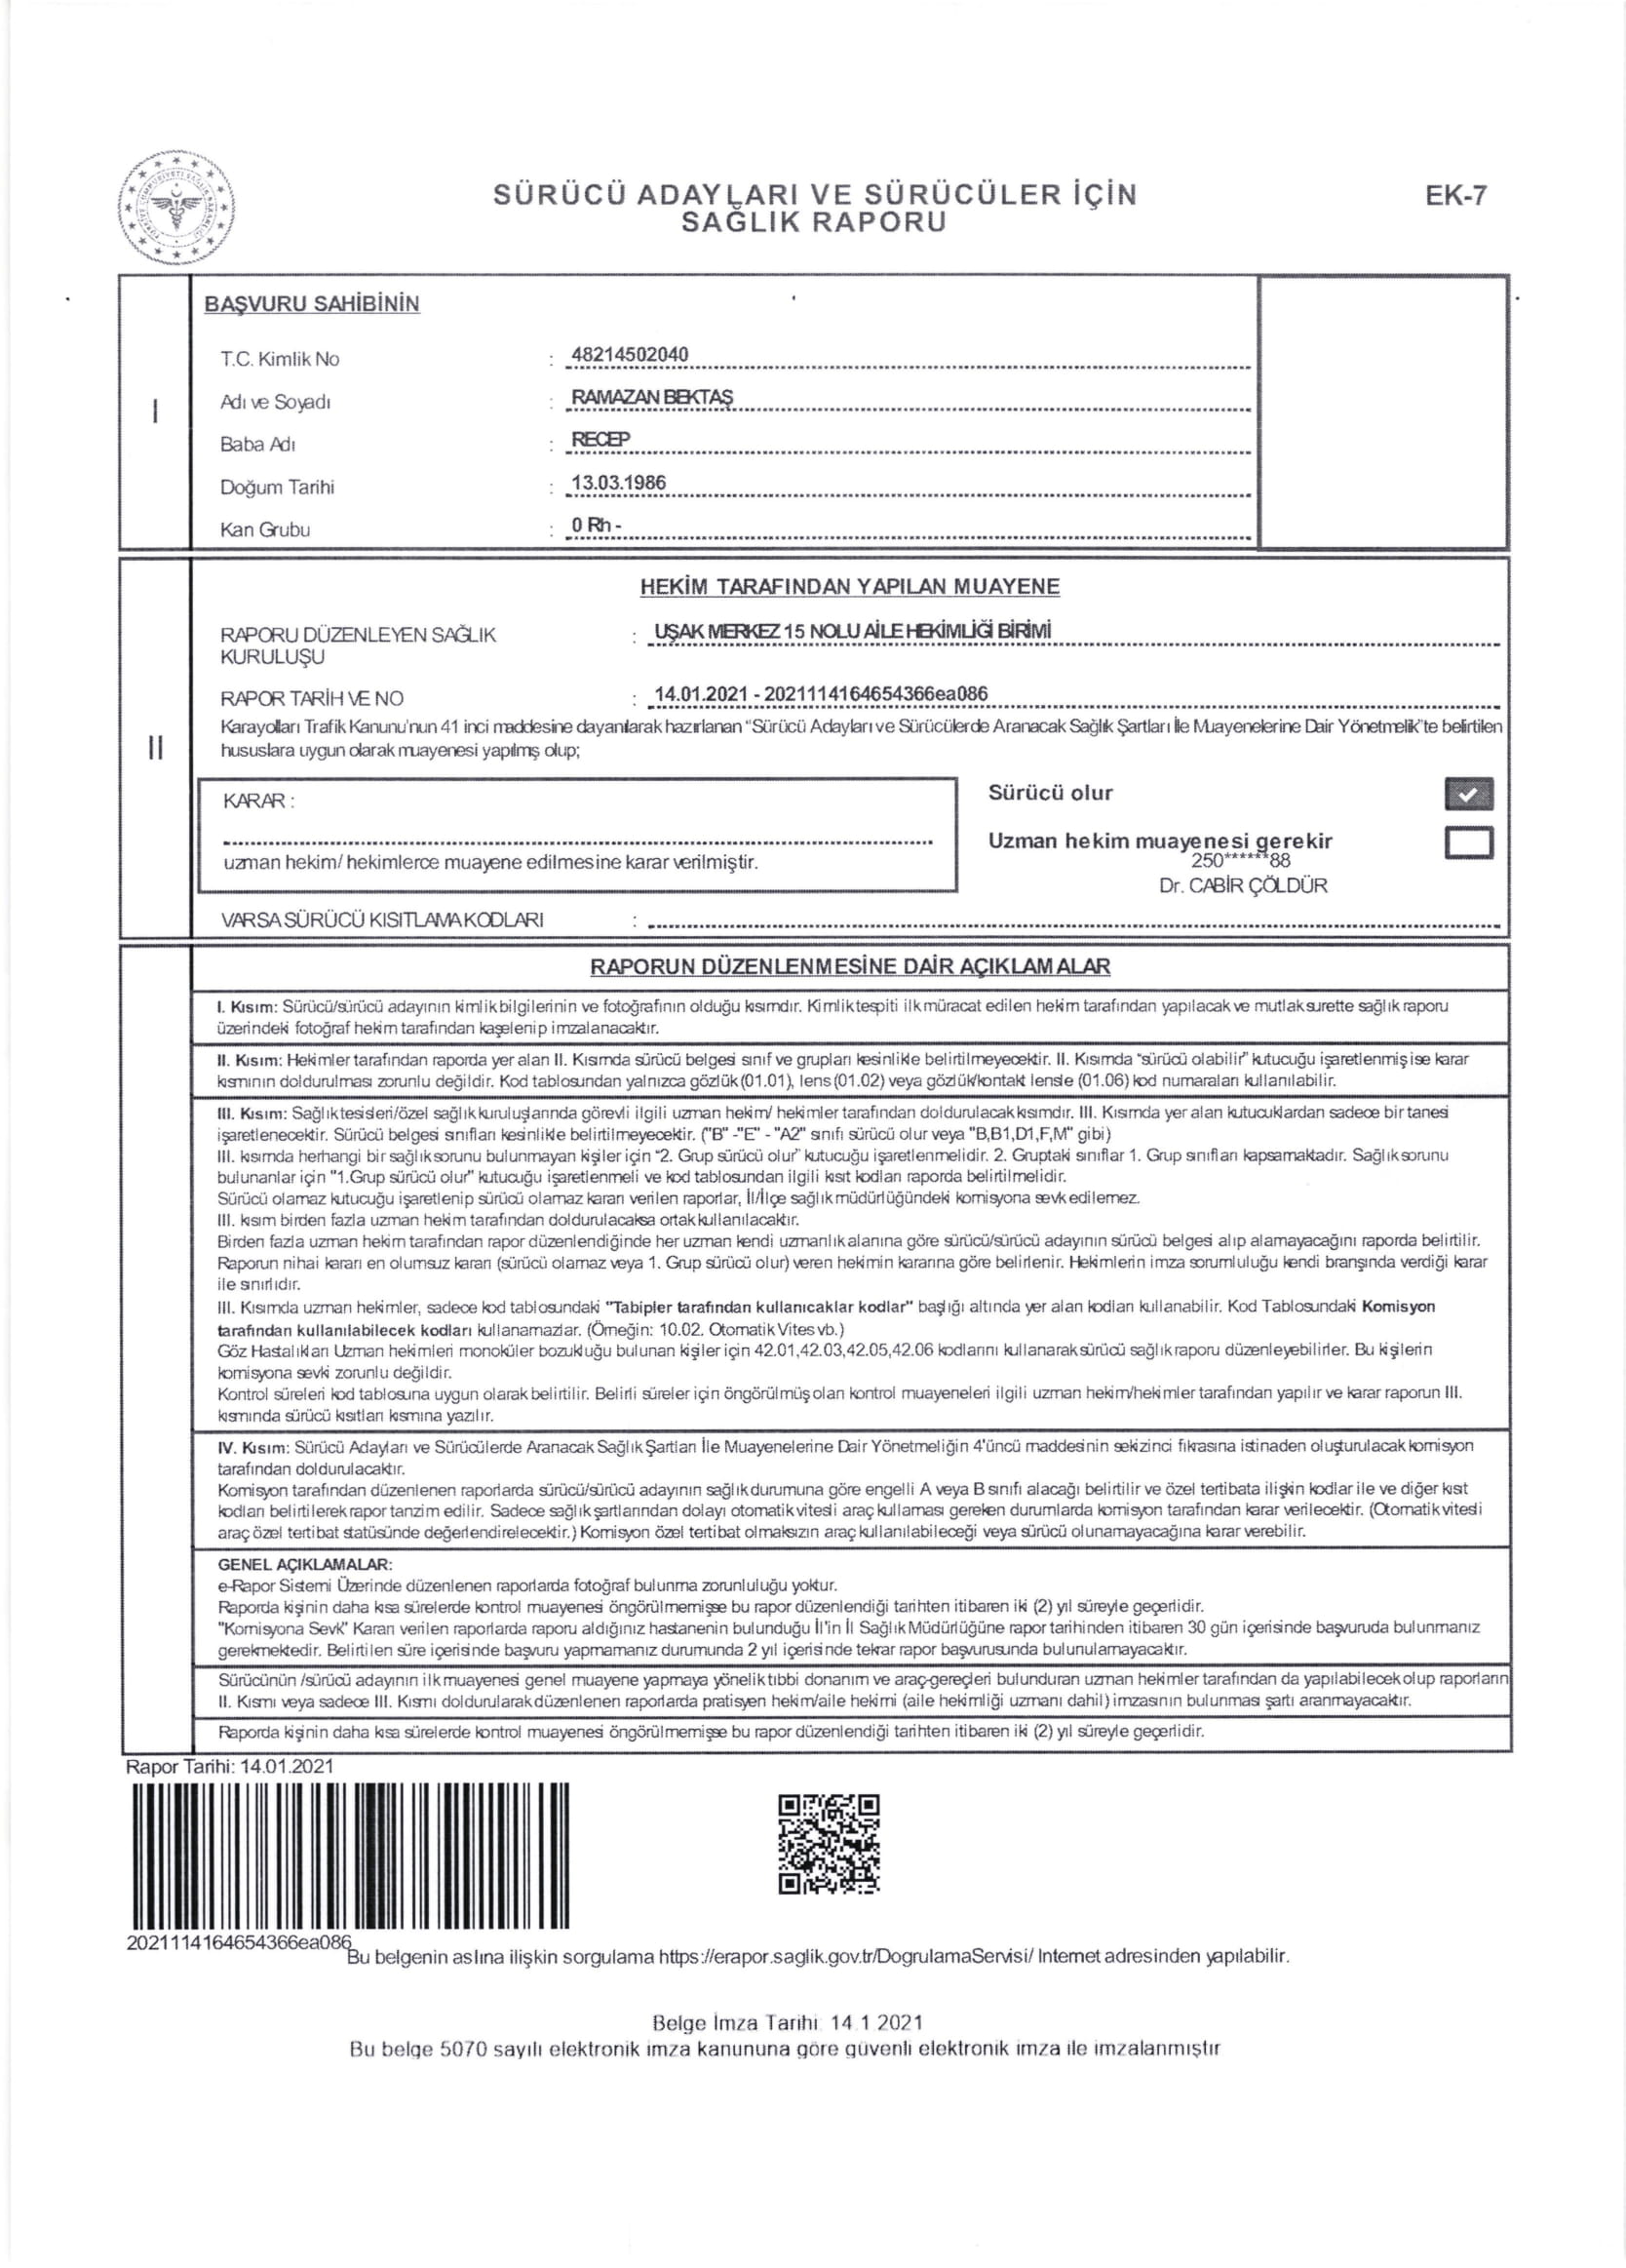 SÜRÜCÜ ADAYLARI VE SÜRÜCÜLER İÇİN
SAĞLIK RAPORU
EK-7
I
BAŞVURU SAHİBİNİN
T.C. Kimlik No : 48214502040
Adı ve Soyadı : RAMAZAN BEKTAŞ
Baba Adı : RECEP
Doğum Tarihi : 13.03.1986
Kan Grubu : 0 Rh -
II
HEKİM TARAFINDAN YAPILAN MUAYENE
RAPORU DÜZENLEYEN SAĞLIK : UŞAK MERKEZ 15 NOLU AİLE HEKİMLİĞİ BİRİMİ
KURULUŞU
RAPOR TARİH VE NO : 14.01.2021 - 2021114164654366ea086
Karayolları Trafik Kanunu'nun 41 inci maddesine dayanılarak hazırlanan "Sürücü Adayları ve Sürücülerde Aranacak Sağlık Şartları İle Muayenelerine Dair Yönetmelik'te belirtilen
hususlara uygun olarak muayenesi yapılmış olup;
KARAR :
uzman hekim/ hekimlerce muayene edilmesine karar verilmiştir.
Sürücü olur
Uzman hekim muayenesi gerekir
250******88
Dr. CABİR ÇÖLDÜR
VARSA SÜRÜCÜ KISITLAMA KODLARI :
RAPORUN DÜZENLENMESİNE DAİR AÇIKLAMALAR
I. Kısım: Sürücü/sürücü adayının kimlik bilgilerinin ve fotoğrafının olduğu kısımdır. Kimlik tespiti ilk müracat edilen hekim tarafından yapılacak ve mutlak surette sağlık raporu
üzerindeki fotoğraf hekim tarafından kaşelenip imzalanacaktır.
II. Kısım: Hekimler tarafından raporda yer alan II. Kısımda sürücü belgesi sınıf ve grupları kesinlikle belirtilmeyecektir. II. Kısımda "sürücü olabilir" kutucuğu işaretlenmiş ise karar
kısmının doldurulması zorunlu değildir. Kod tablosundan yalnızca gözlük (01.01), lens (01.02) veya gözlük/kontakt lensle (01.06) kod numaraları kullanılabilir.
III. Kısım: Sağlık tesisleri/özel sağlık kuruluşlarında görevli ilgili uzman hekim/ hekimler tarafından doldurulacak kısımdır. III. Kısımda yer alan kutucuklardan sadece bir tanesi
işaretlenecektir. Sürücü belgesi sınıfları kesinlikle belirtilmeyecektir. ("B" -"E" - "A2" sınıfı sürücü olur veya "B,B1,D1,F,M" gibi)
III. kısımda herhangi bir sağlık sorunu bulunmayan kişiler için "2. Grup sürücü olur" kutucuğu işaretlenmelidir. 2. Gruptaki sınıflar 1. Grup sınıfları kapsamaktadır. Sağlık sorunu
bulunanlar için "1.Grup sürücü olur" kutucuğu işaretlenmeli ve kod tablosundan ilgili kısıt kodları raporda belirtilmelidir.
Sürücü olamaz kutucuğu işaretlenip sürücü olamaz kararı verilen raporlar, İl/İlçe sağlık müdürlüğündeki komisyona sevk edilemez.
III. kısım birden fazla uzman hekim tarafından doldurulacaksa ortak kullanılacaktır.
Birden fazla uzman hekim tarafından rapor düzenlendiğinde her uzman kendi uzmanlık alanına göre sürücü/sürücü adayının sürücü belgesi alıp alamayacağını raporda belirtilir.
Raporun nihai kararı en olumsuz kararı (sürücü olamaz veya 1. Grup sürücü olur) veren hekimin kararına göre belirlenir. Hekimlerin imza sorumluluğu kendi branşında verdiği karar
ile sınırlıdır.
III. Kısımda uzman hekimler, sadece kod tablosundaki "Tabipler tarafından kullanıcaklar kodlar" başlığı altında yer alan kodları kullanabilir. Kod Tablosundaki Komisyon
tarafından kullanılabilecek kodları kullanamazlar. (Örneğin: 10.02. Otomatik Vites vb.)
Göz Hastalıkları Uzman hekimleri monoküler bozukluğu bulunan kişiler için 42.01,42.03,42.05,42.06 kodlarını kullanarak sürücü sağlık raporu düzenleyebilirler. Bu kişilerin
komisyona sevki zorunlu değildir.
Kontrol süreleri kod tablosuna uygun olarak belirtilir. Belirli süreler için öngörülmüş olan kontrol muayeneleri ilgili uzman hekim/hekimler tarafından yapılır ve karar raporun III.
kısmında sürücü kısıtları kısmına yazılır.
IV. Kısım: Sürücü Adayları ve Sürücülerde Aranacak Sağlık Şartları İle Muayenelerine Dair Yönetmeliğin 4'üncü maddesinin sekizinci fıkrasına istinaden oluşturulacak komisyon
tarafından doldurulacaktır.
Komisyon tarafından düzenlenen raporlarda sürücü/sürücü adayının sağlık durumuna göre engelli A veya B sınıfı alacağı belirtilir ve özel tertibata ilişkin kodlar ile ve diğer kısıt
kodları belirtilerek rapor tanzim edilir. Sadece sağlık şartlarından dolayı otomatik vitesli araç kullaması gereken durumlarda komisyon tarafından karar verilecektir. (Otomatik vitesli
araç özel tertibat statüsünde değerlendirelecektir.) Komisyon özel tertibat olmaksızın araç kullanılabileceği veya sürücü olunamayacağına karar verebilir.
GENEL AÇIKLAMALAR:
e-Rapor Sistemi Üzerinde düzenlenen raporlarda fotoğraf bulunma zorunluluğu yoktur.
Raporda kişinin daha kısa sürelerde kontrol muayenesi öngörülmemişse bu rapor düzenlendiği tarihten itibaren iki (2) yıl süreyle geçerlidir.
"Komisyona Sevk" Kararı verilen raporlarda raporu aldığınız hastanenin bulunduğu İl'in İl Sağlık Müdürlüğüne rapor tarihinden itibaren 30 gün içerisinde başvuruda bulunmanız
gerekmektedir. Belirtilen süre içerisinde başvuru yapmamanız durumunda 2 yıl içerisinde tekrar rapor başvurusunda bulunulamayacaktır.
Sürücünün /sürücü adayının ilk muayenesi genel muayene yapmaya yönelik tıbbi donanım ve araç-gereçleri bulunduran uzman hekimler tarafından da yapılabilecek olup raporların
II. Kısmı veya sadece III. Kısmı doldurularak düzenlenen raporlarda pratisyen hekim/aile hekimi (aile hekimliği uzmanı dahil) imzasının bulunması şartı aranmayacaktır.
Raporda kişinin daha kısa sürelerde kontrol muayenesi öngörülmemişse bu rapor düzenlendiği tarihten itibaren iki (2) yıl süreyle geçerlidir.
Rapor Tarihi: 14.01.2021
2021114164654366ea086
Bu belgenin aslına ilişkin sorgulama https://erapor.saglik.gov.tr/DogrulamaServisi/ Internet adresinden yapılabilir.
Belge İmza Tarihi 14 1 2021
Bu belge 5070 sayılı elektronik imza kanununa göre güvenli elektronik imza ile imzalanmıştır